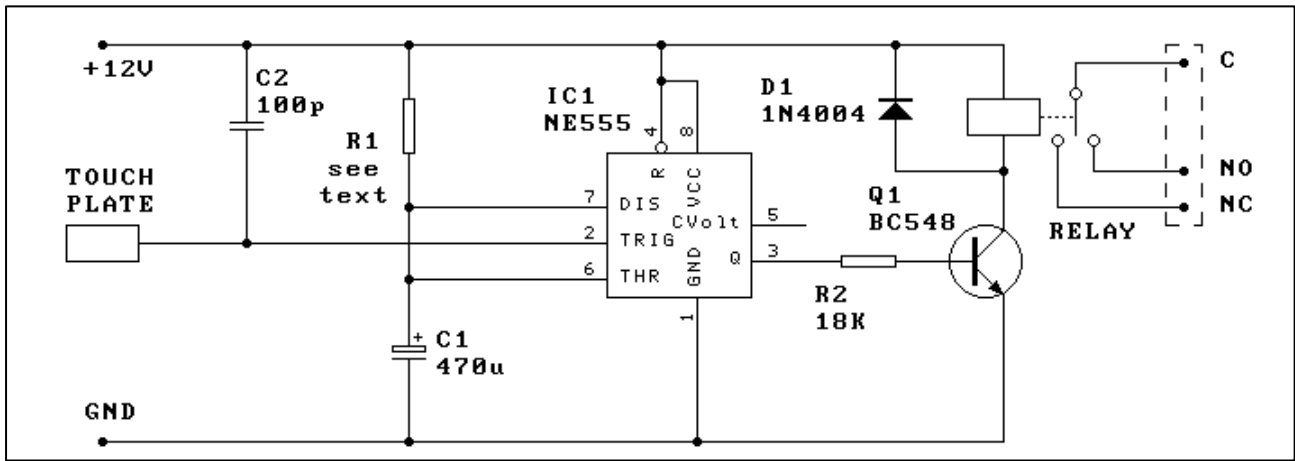 +12V
C2
100p
R1
see
text
IC1
NE555
4
8
D1
1N4004
C
NO
NC
RELAY
TOUCH
PLATE
7
2
6
R
VCC
DIS
CVolt
TRIG
THR
GND
Q
5
3
1
Q1
BC548
R2
18K
+
C1
470u
GND